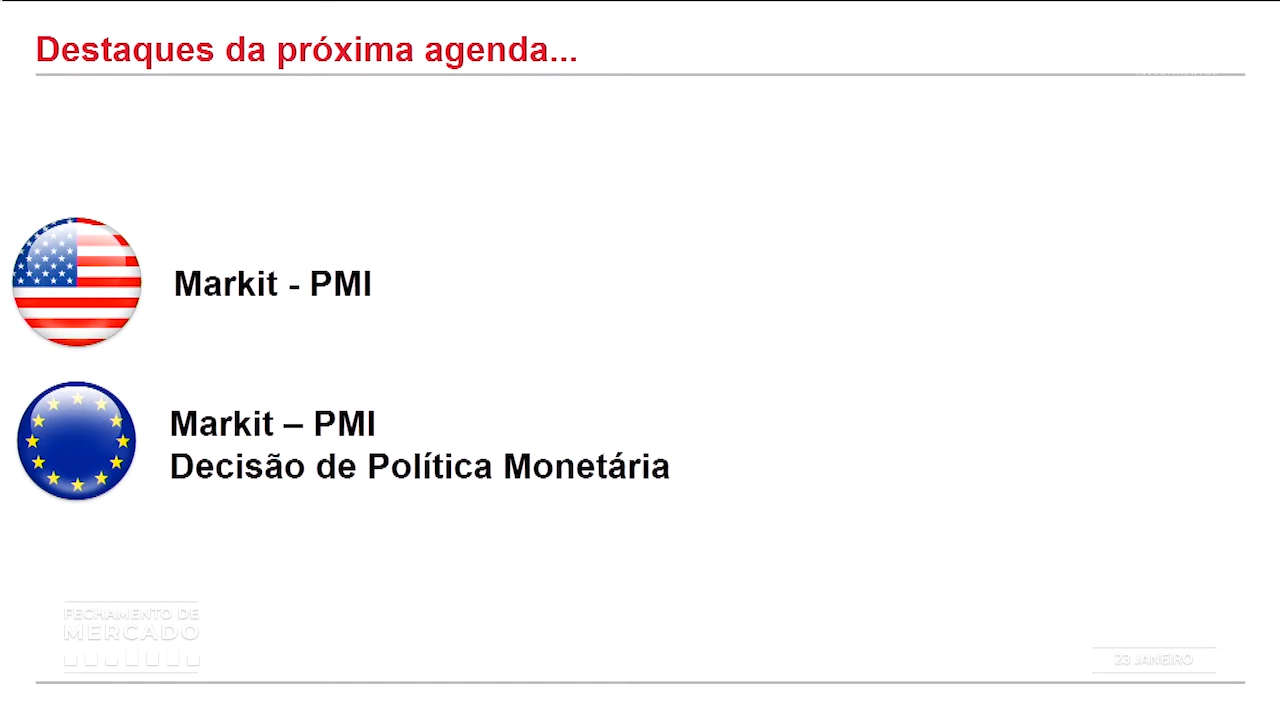 Destaques da próxima agenda...
Markit - PMI
Markit – PMI
Decisão de Política Monetária
FECHAMENTO DE
MERCADO
23 JANEIRO